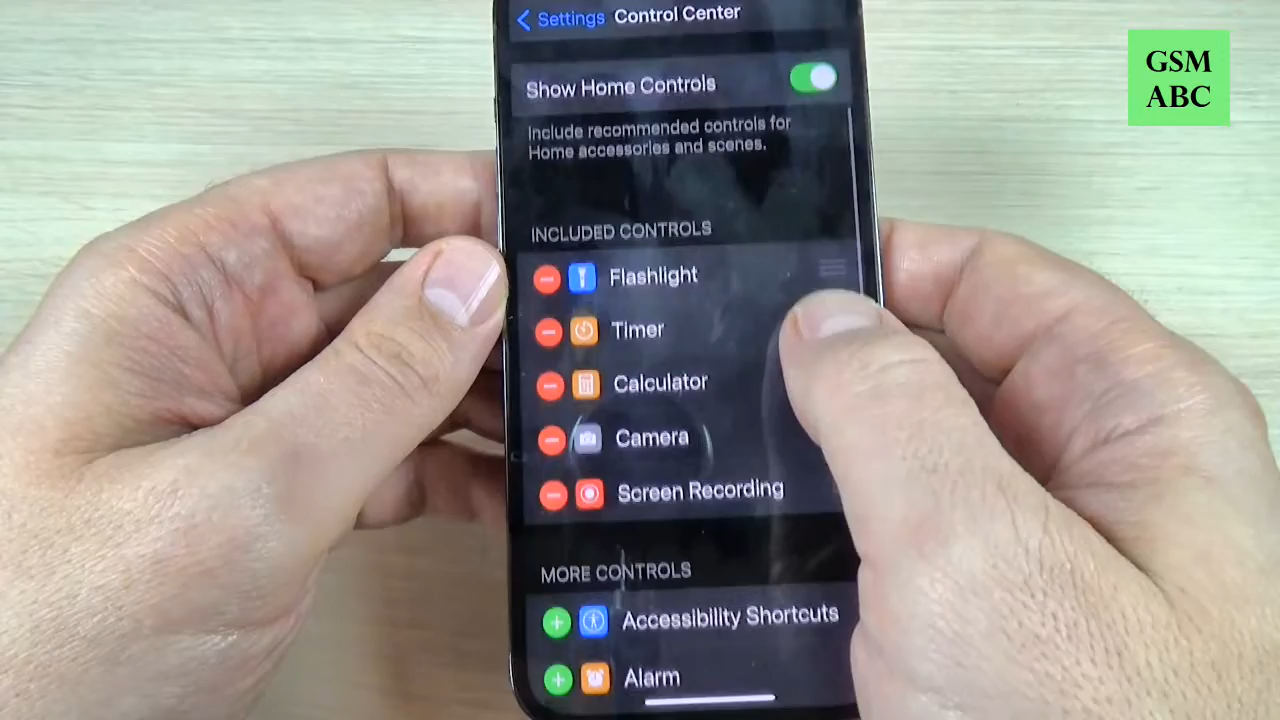 Settings Control Center
Show Home Controls
Include recommended controls for
Home accessories and scenes.
INCLUDED CONTROLS
Flashlight
Timer
Calculator
Camera
Screen Recording
MORE CONTROLS
Accessibility Shortcuts
Alarm
GSM
ABC